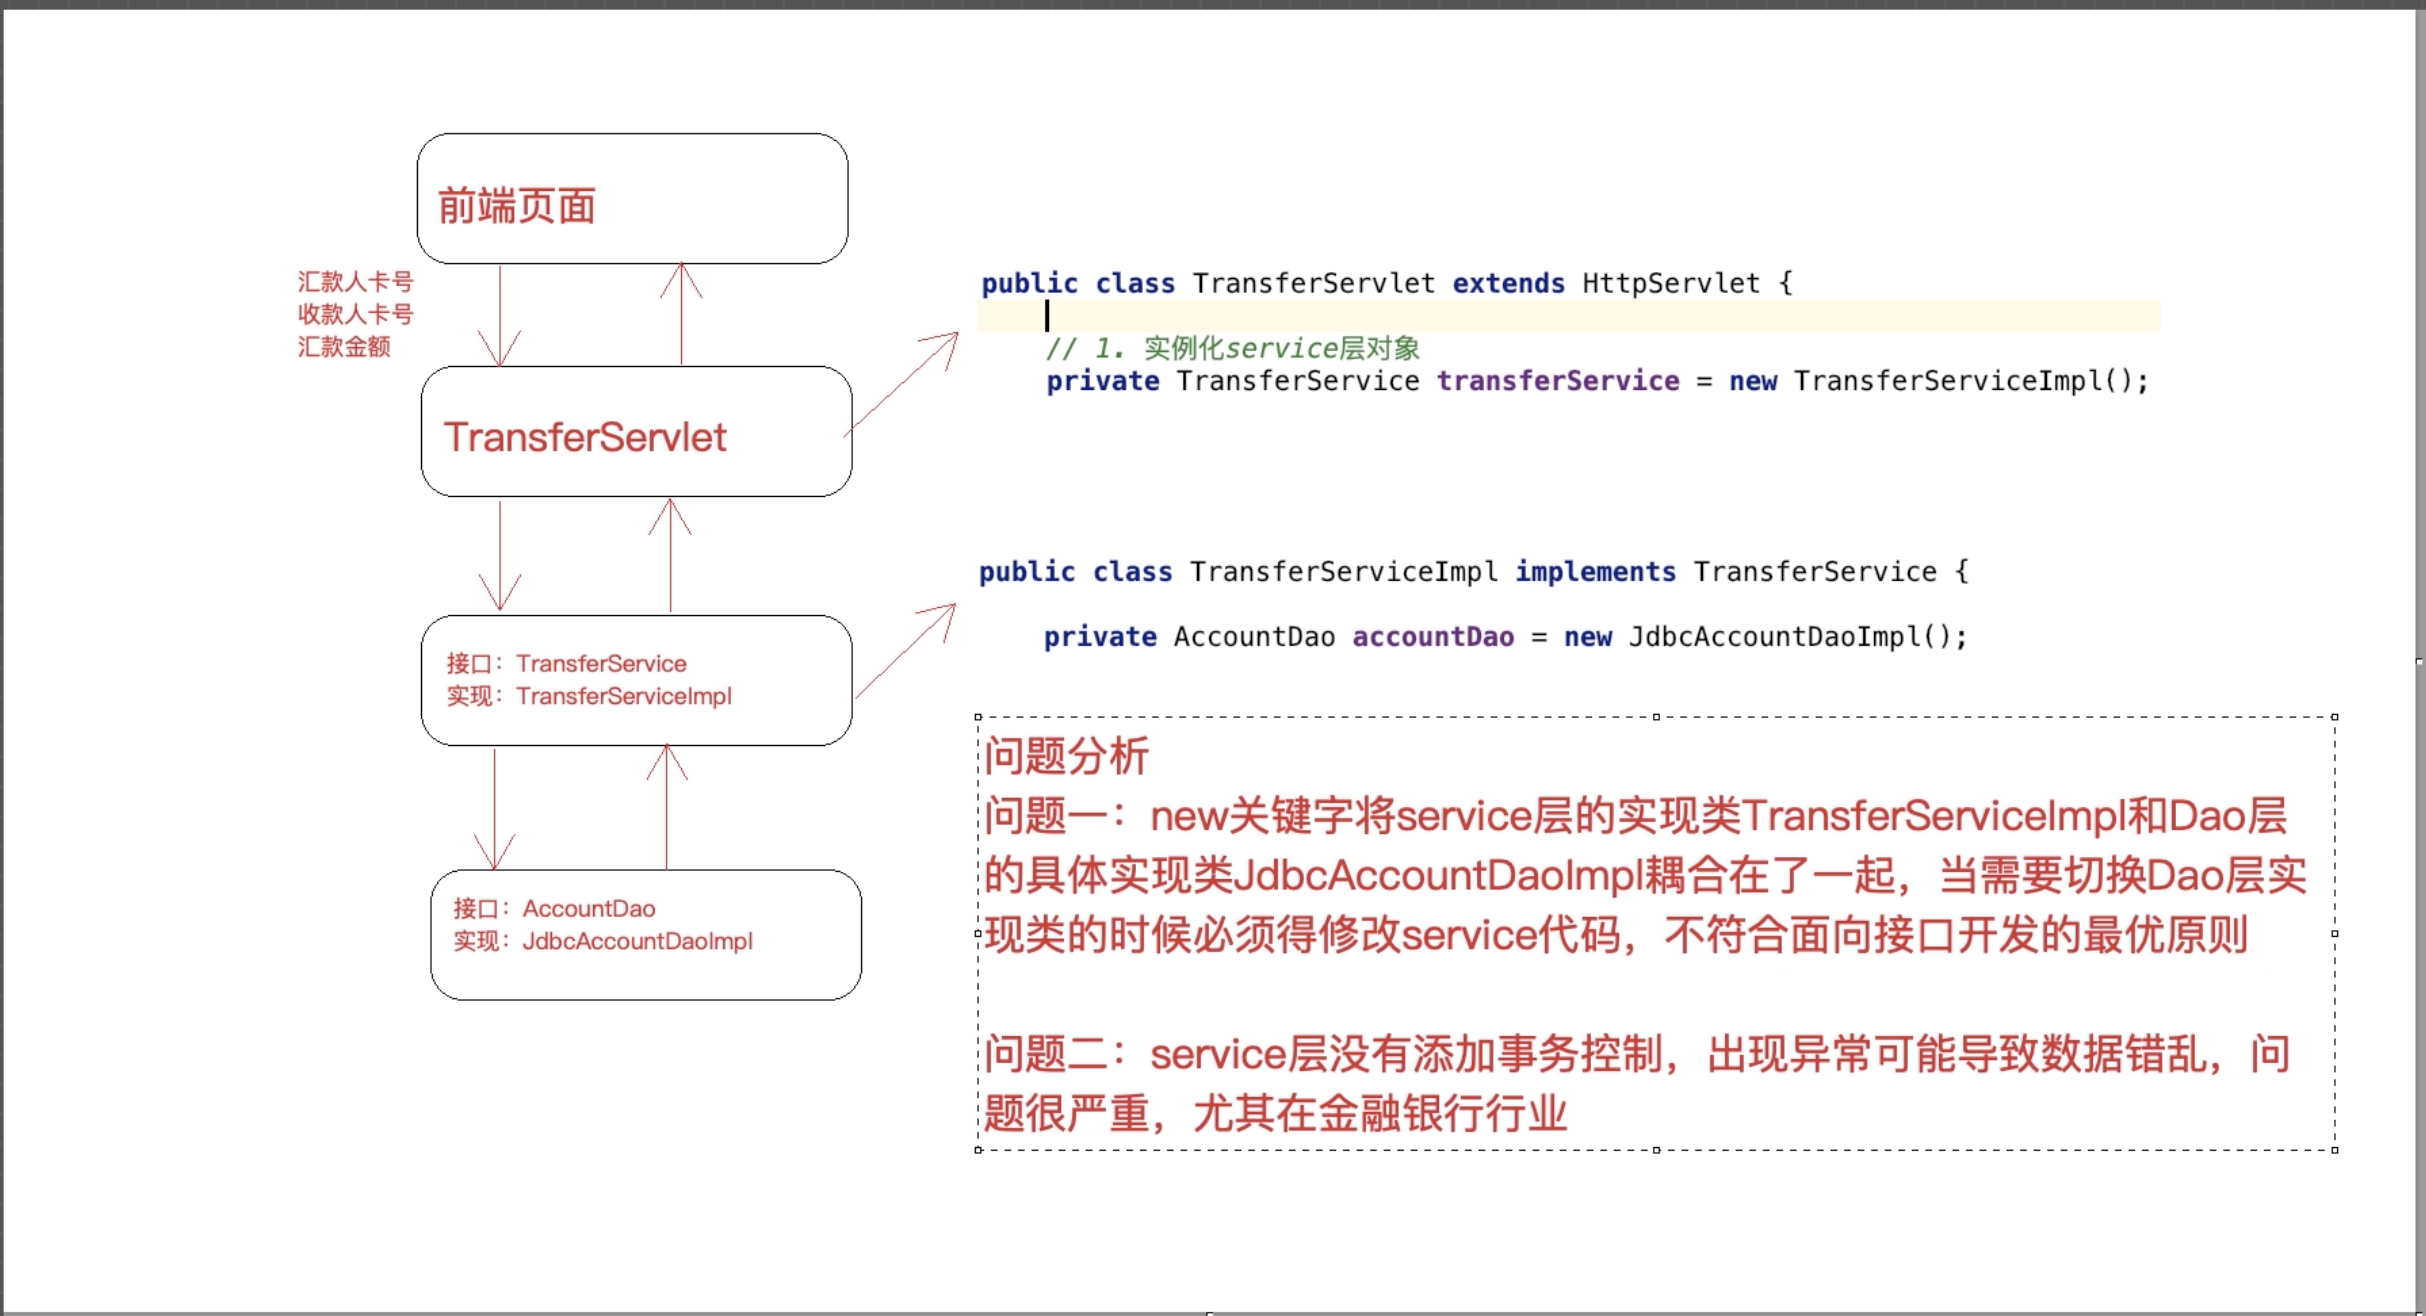 前端页面
汇款人卡号
收款人卡号
汇款金额
TransferServlet
接口：TransferService
实现：TransferServiceImpl
接口：AccountDao
实现：JdbcAccountDaoImpl
public class TransferServlet extends HttpServlet {
// 1. 实例化service层对象
private TransferService transferService = new TransferServiceImpl();
public class TransferServiceImpl implements TransferService {
private AccountDao accountDao = new JdbcAccountDaoImpl();
问题分析
问题一：new关键字将service层的实现类TransferServiceImpl和Dao层
的具体实现类JdbcAccountDaoImpl耦合在了一起，当需要切换Dao层实
现类的时候必须得修改service代码，不符合面向接口开发的最优原则
问题二：service层没有添加事务控制，出现异常可能导致数据错乱，问
题很严重，尤其在金融银行行业